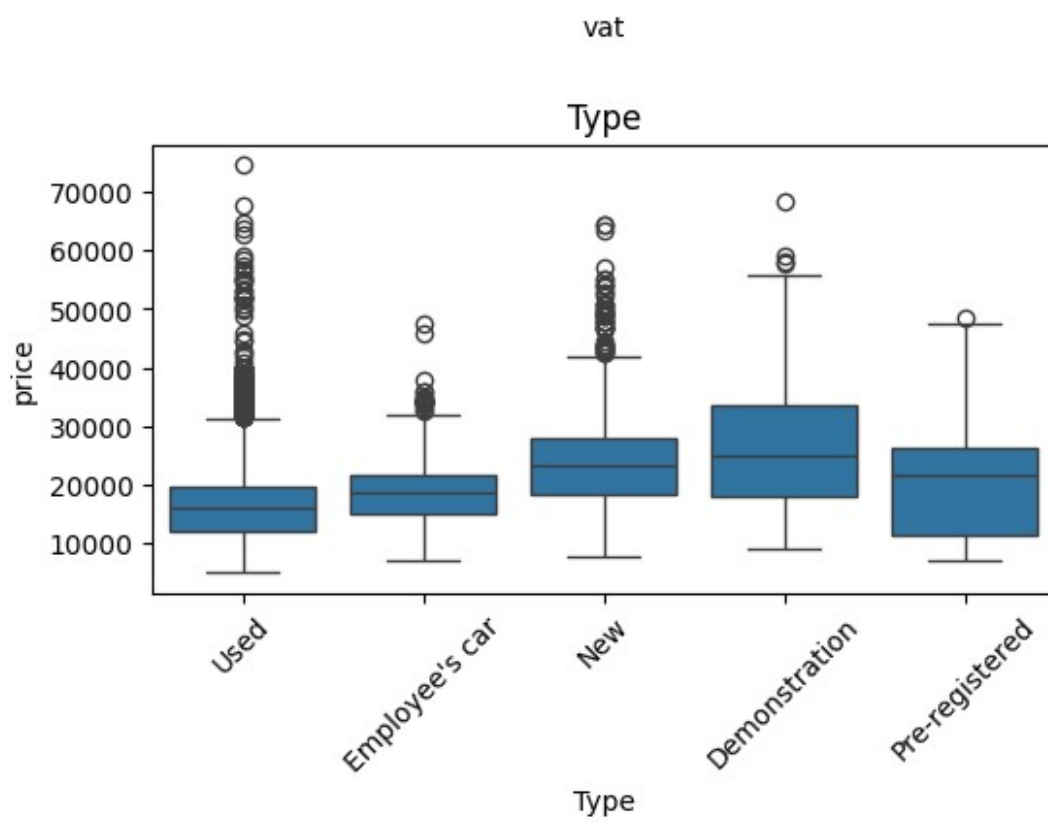 vat
Type
70000
60000
50000
40000
30000
20000
10000
price
Used
Employee's car
New
Demonstration
Pre-registered
Type